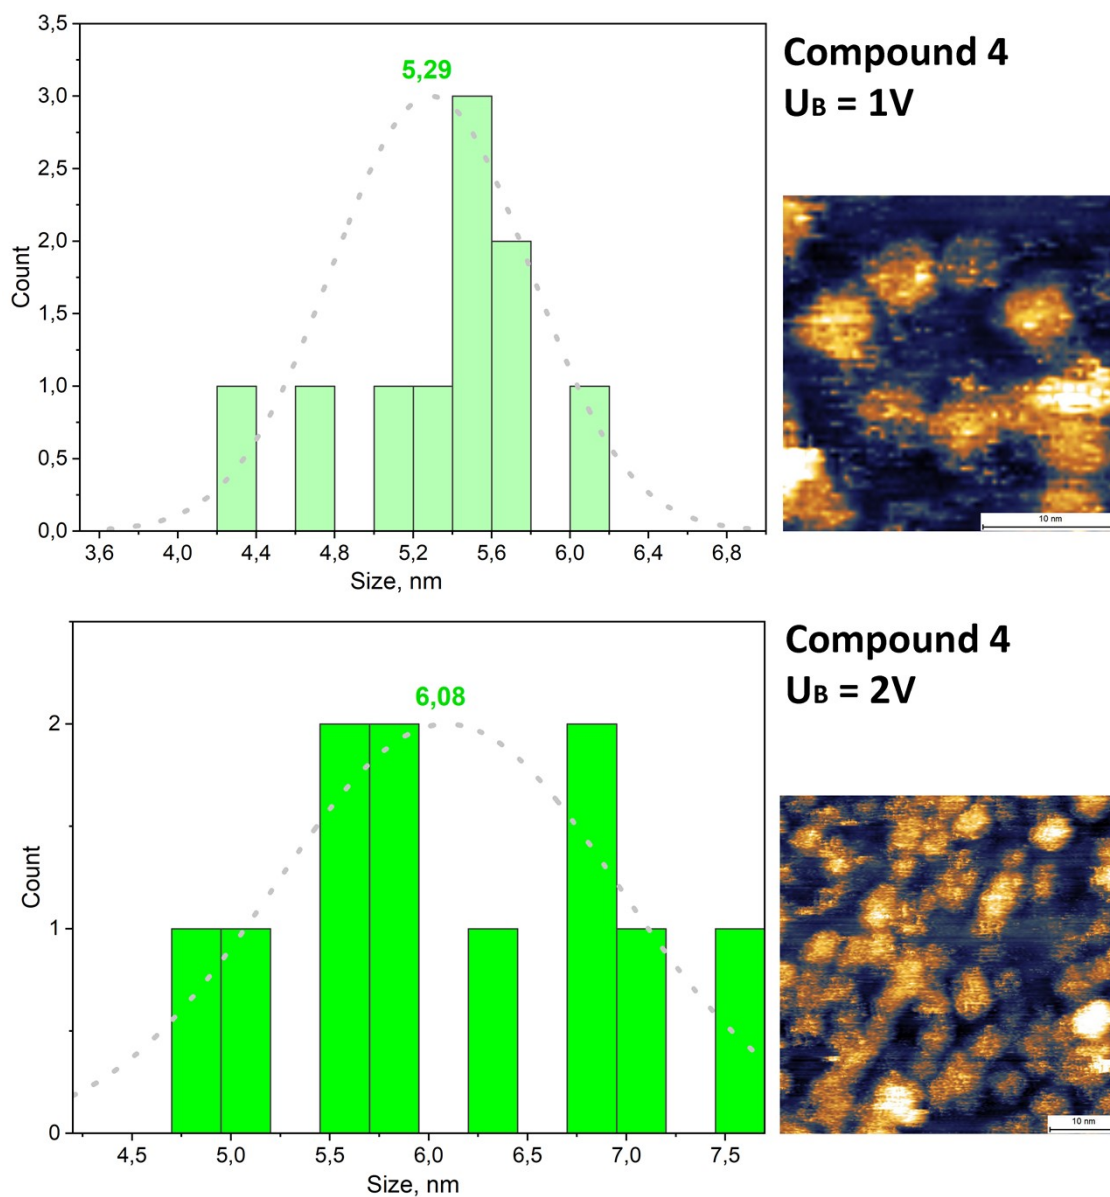 Compound 4
UB = 1V
5,29
3,5
3,0
2,5
2,0
1,5
1,0
0,5
0,0
Count
3,6 4,0 4,4 4,8 5,2 5,6 6,0 6,4 6,8
Size, nm
10 nm
Compound 4
UB = 2V
6,08
2
1
0
Count
4,5 5,0 5,5 6,0 6,5 7,0 7,5
Size, nm
10 nm